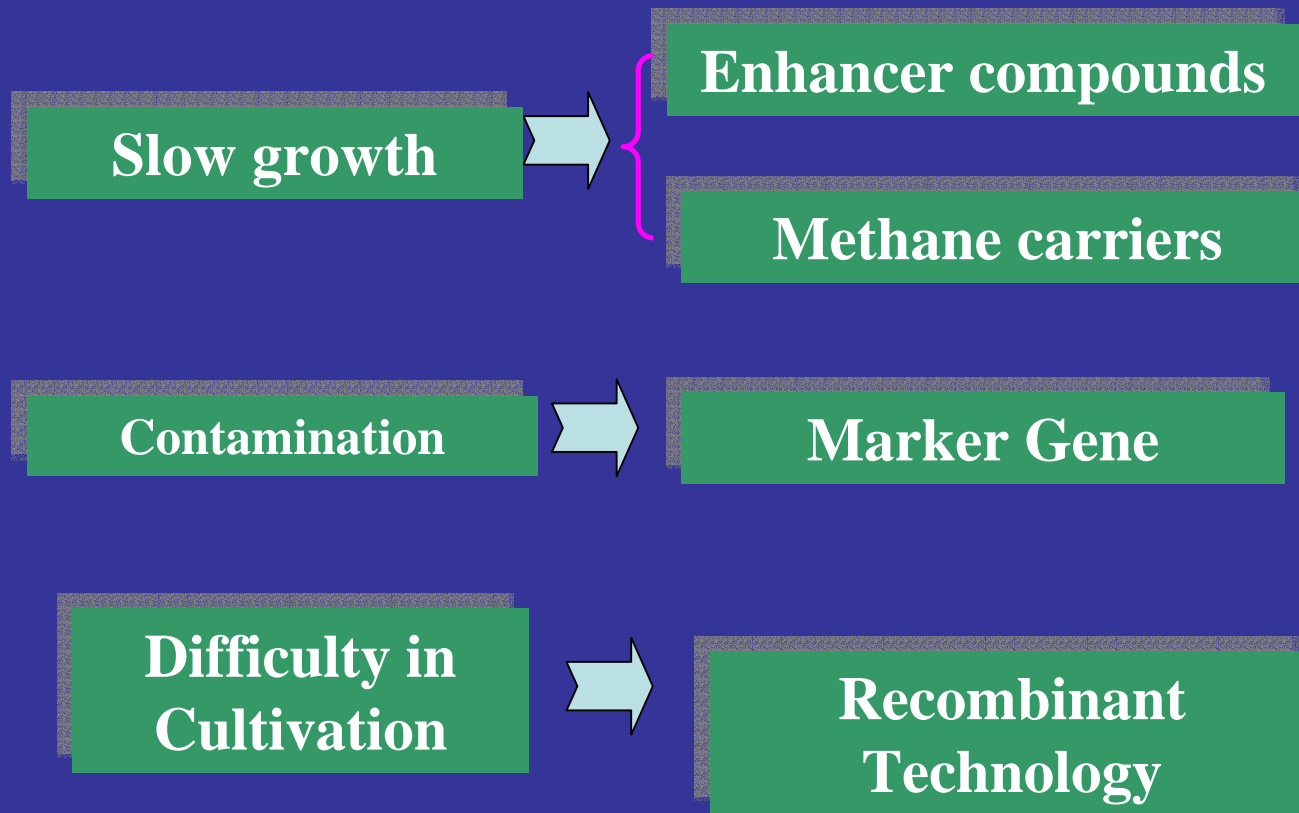 Slow growth
Enhancer compounds
Methane carriers
Contamination
Marker Gene
Difficulty in
Cultivation
Recombinant
Technology